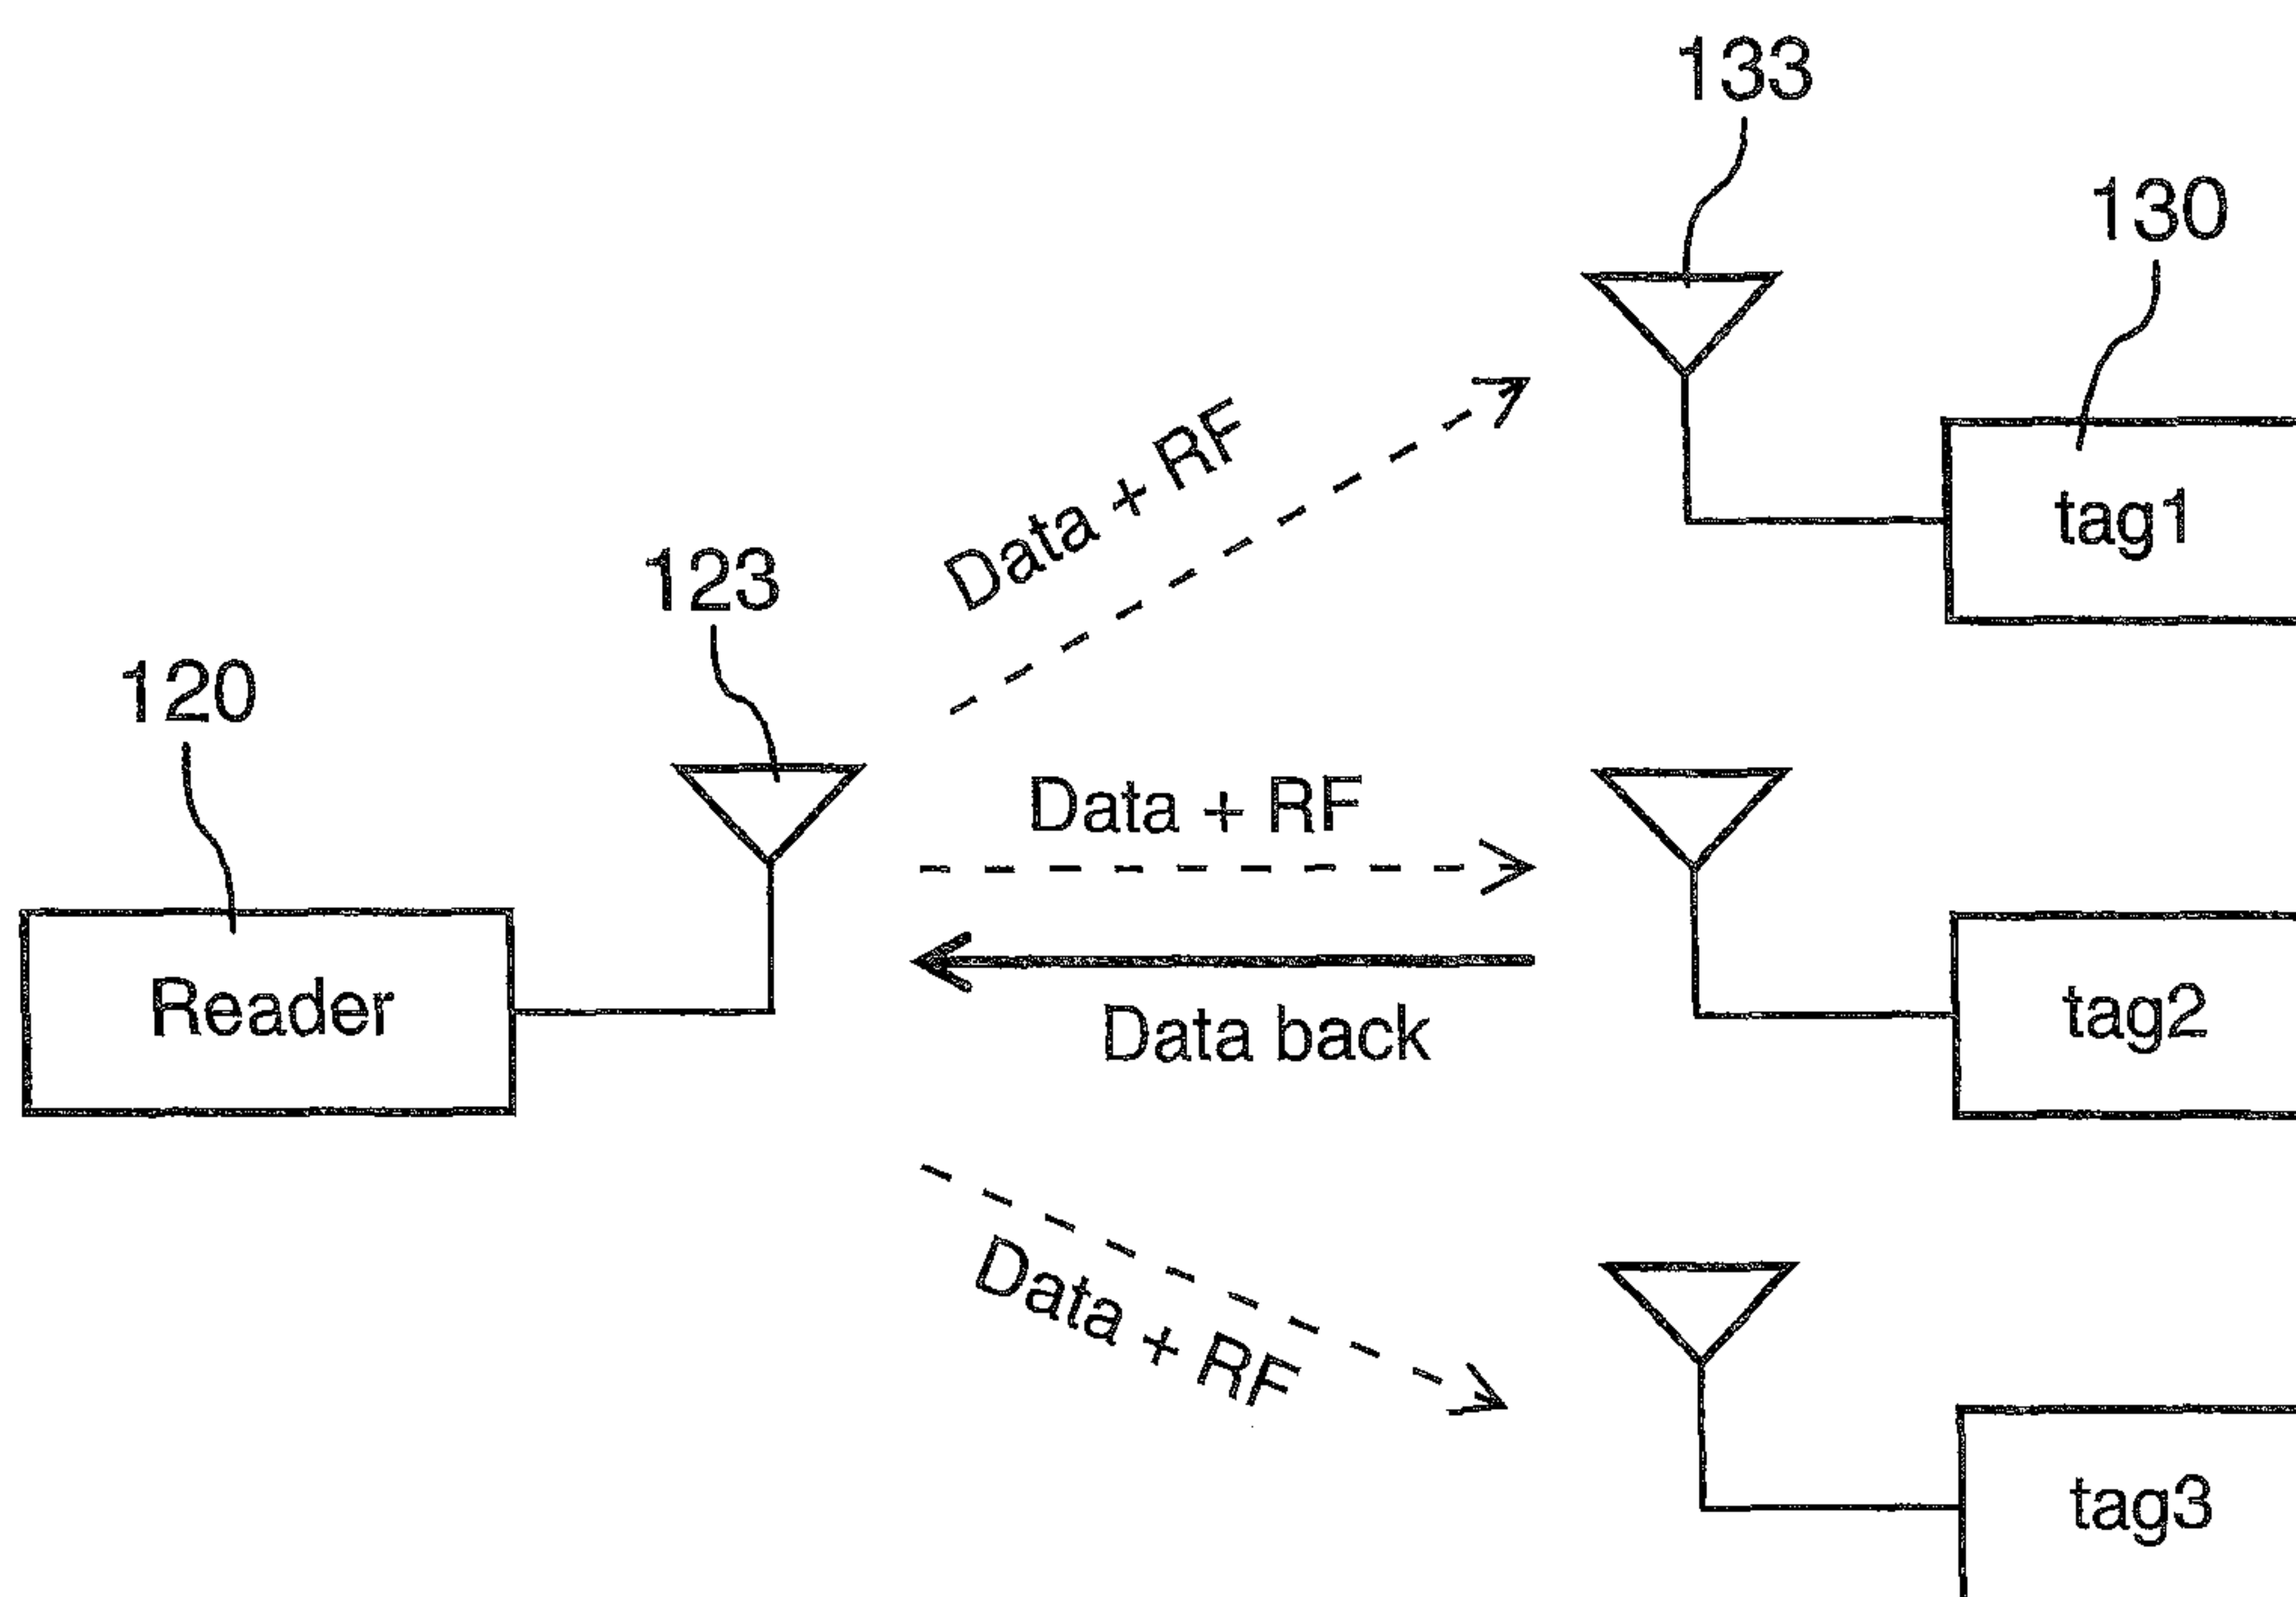 133
130
Data + RF
tag1
123
120
Data + RF
Reader
Data back
tag2
Data + RF
tag3